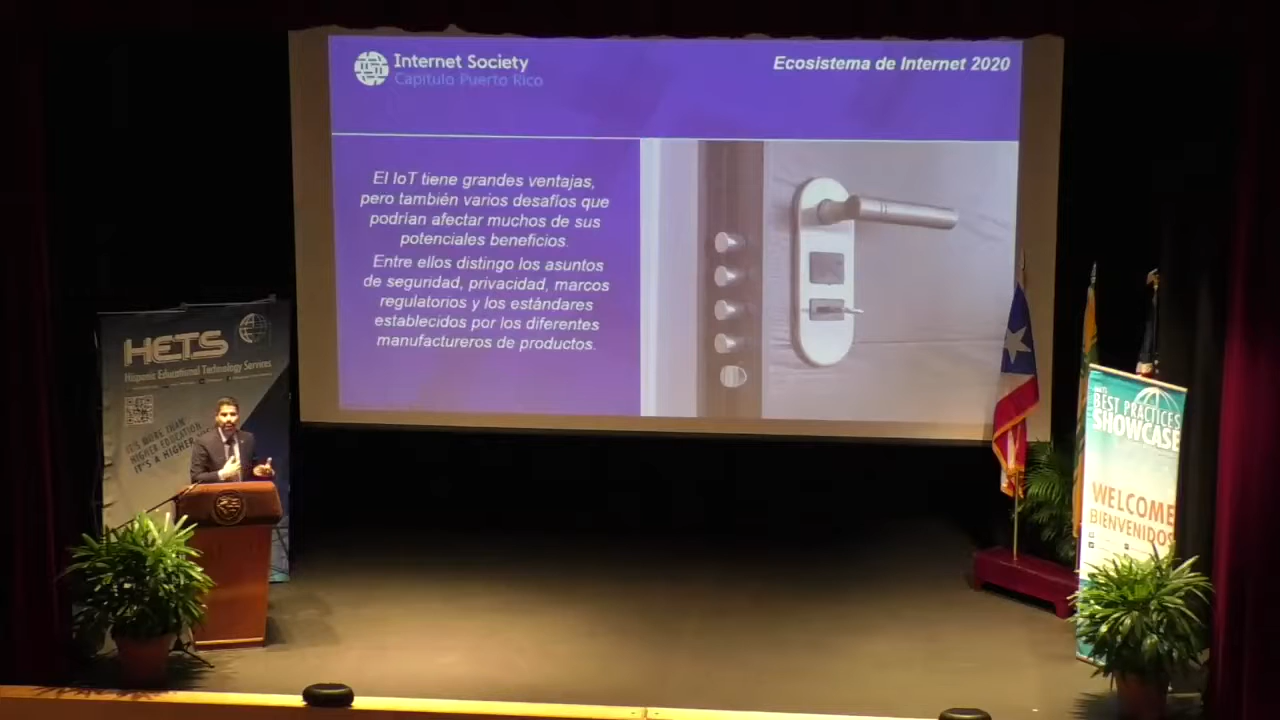 Internet Society
Capítulo Puerto Rico
Ecosistema de Internet 2020
El IoT tiene grandes ventajas,
pero también varios desafíos que
podrían afectar muchos de sus
potenciales beneficios.
Entre ellos distingo los asuntos
de seguridad, privacidad, marcos
regulatorios y los estándares
establecidos por los diferentes
manufactureros de productos.
HETS
Hispanic Educational Technology Services
IT'S MORE THAN
HIGHER EDUCATION
IT'S A HIGHER
BEST PRACTICES
SHOWCASE
WELCOME
BIENVENIDOS